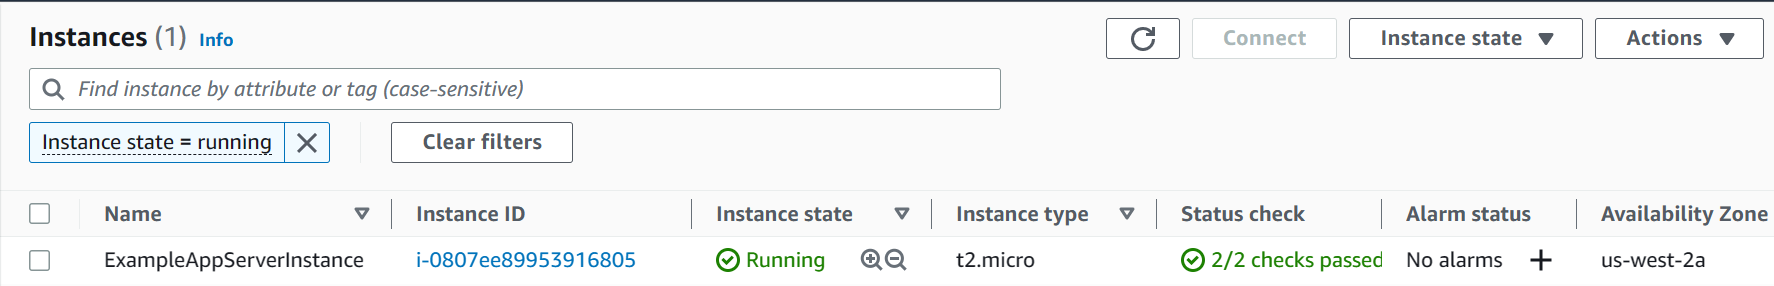 Instances (1) Info
Connect Instance state Actions
Find instance by attribute or tag (case-sensitive)
Instance state = running Clear filters
Name Instance ID Instance state Instance type Status check Alarm status Availability Zone
ExampleAppServerInstance i-0807ee89953916805 Running t2.micro 2/2 checks passed No alarms us-west-2a